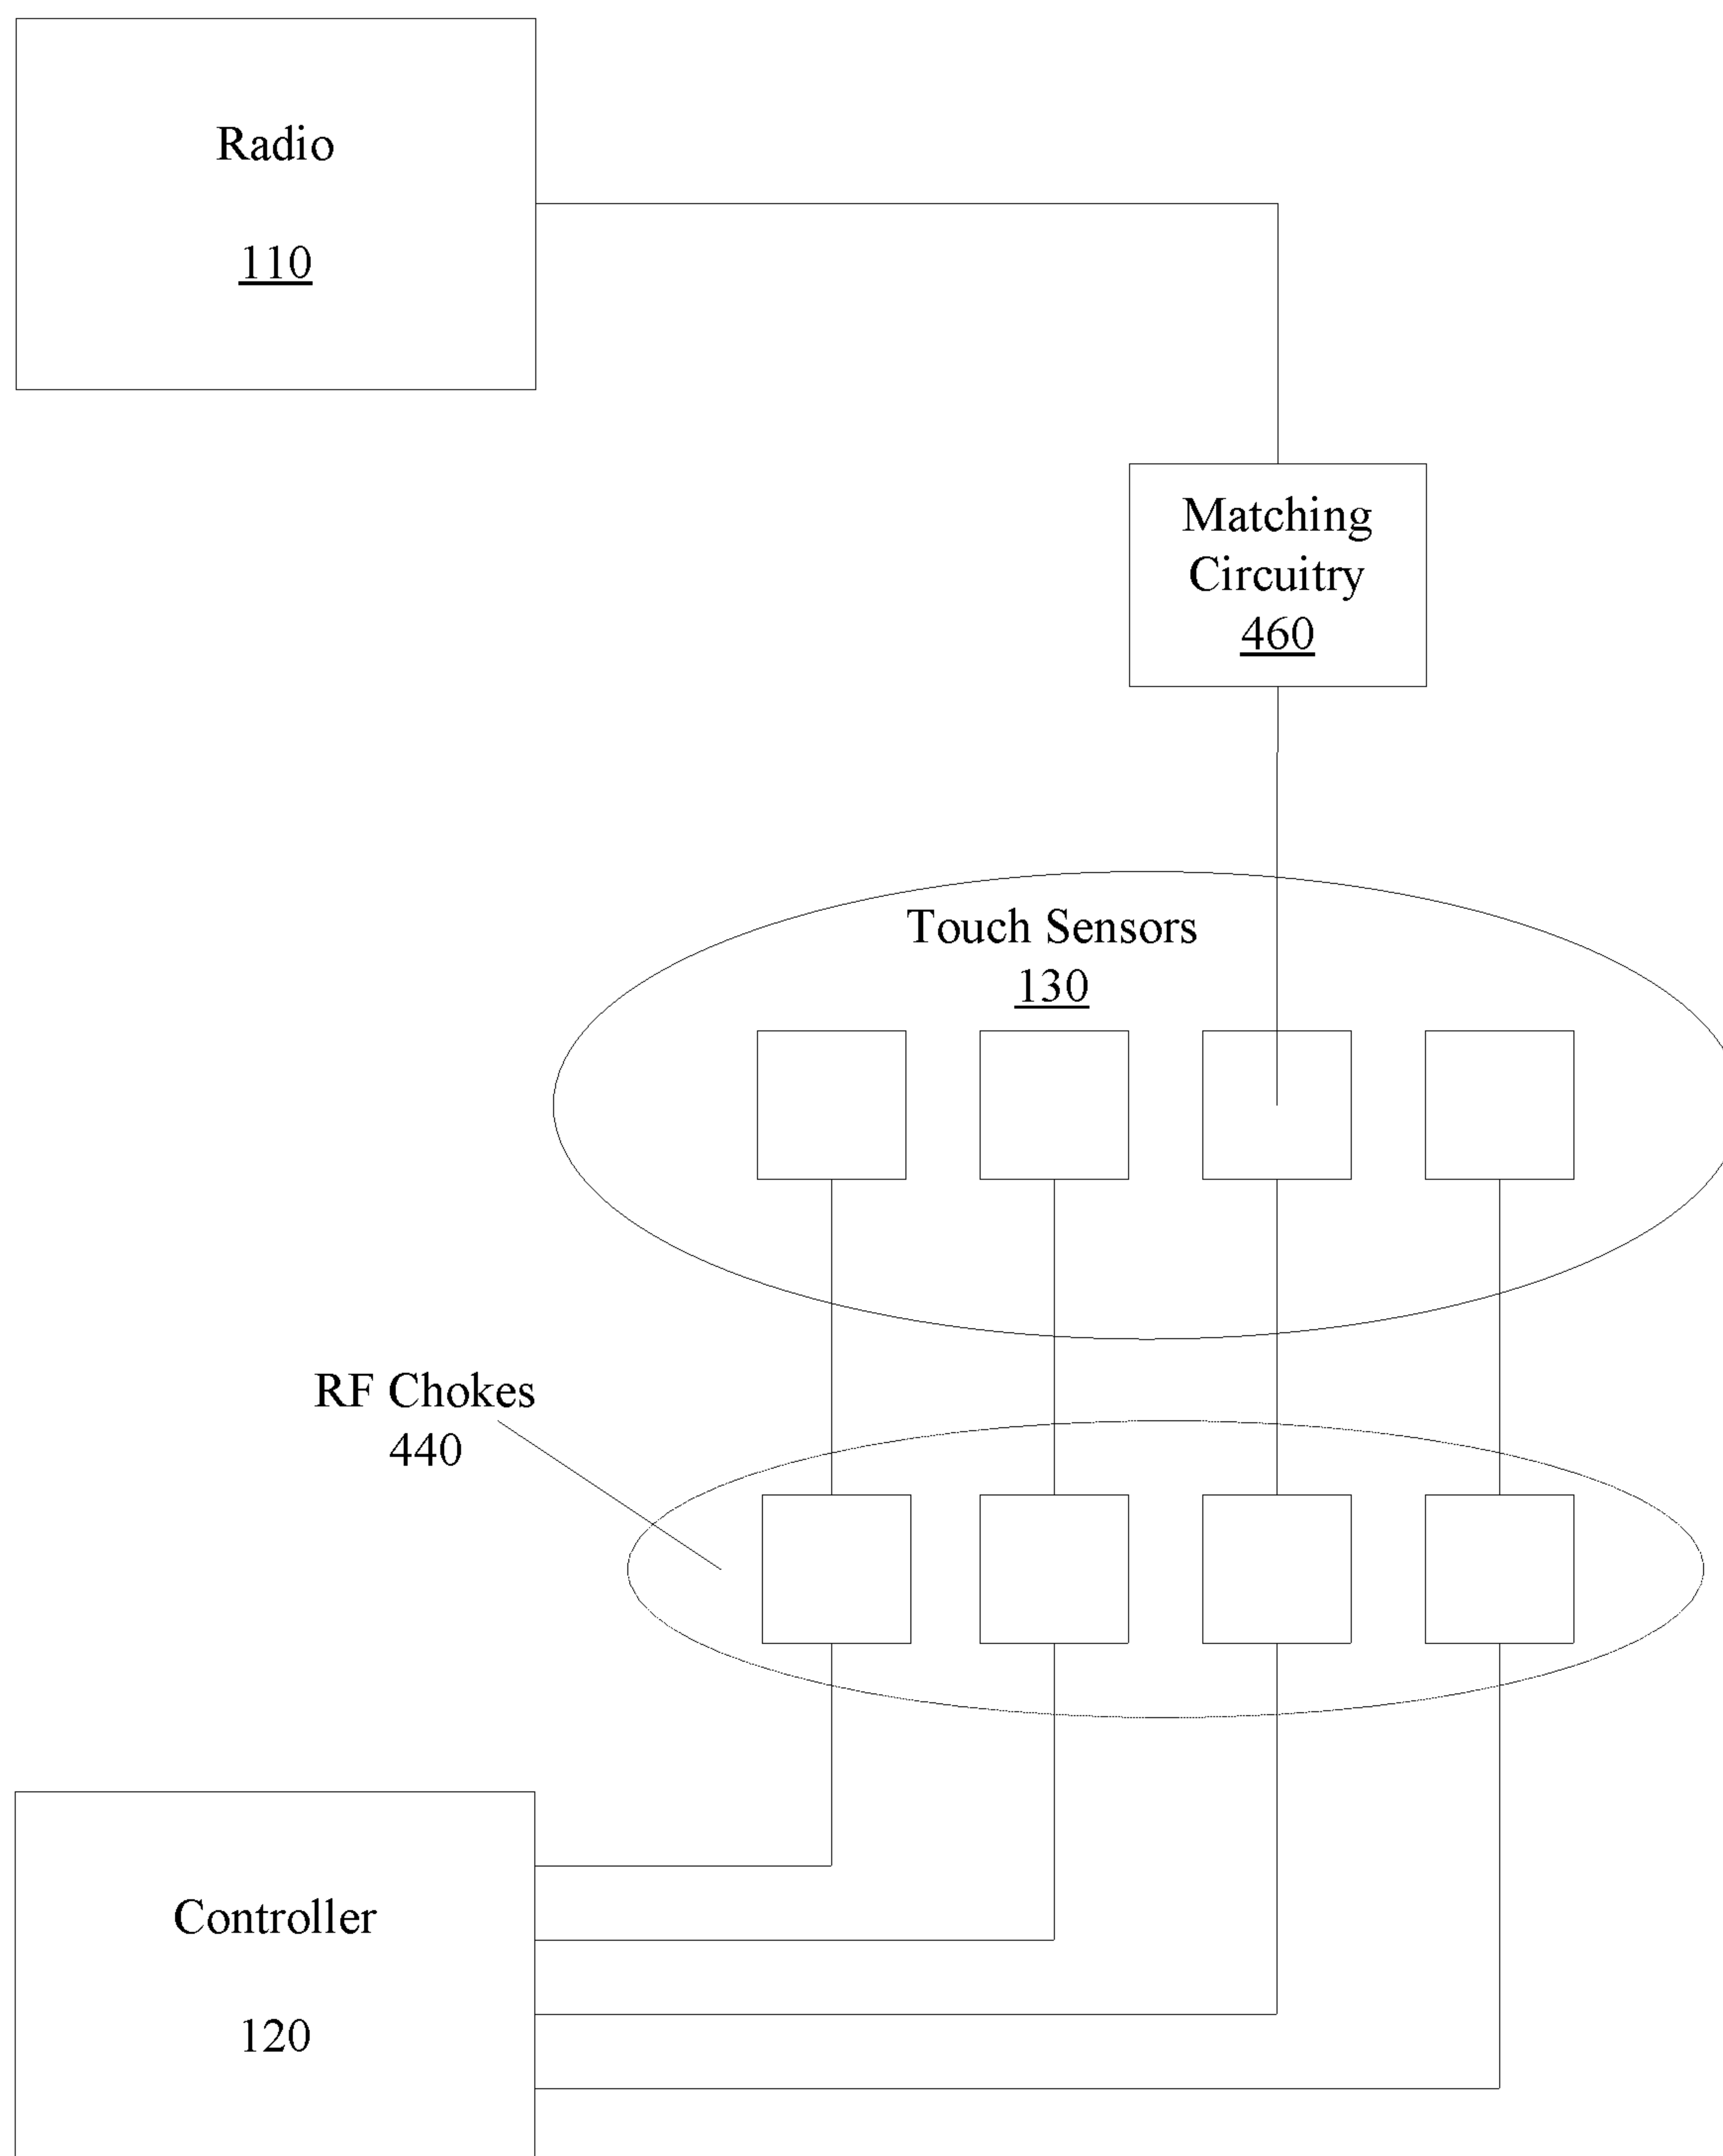 Radio
110
Matching
Circuitry
460
Touch Sensors
130
RF Chokes
440
Controller
120